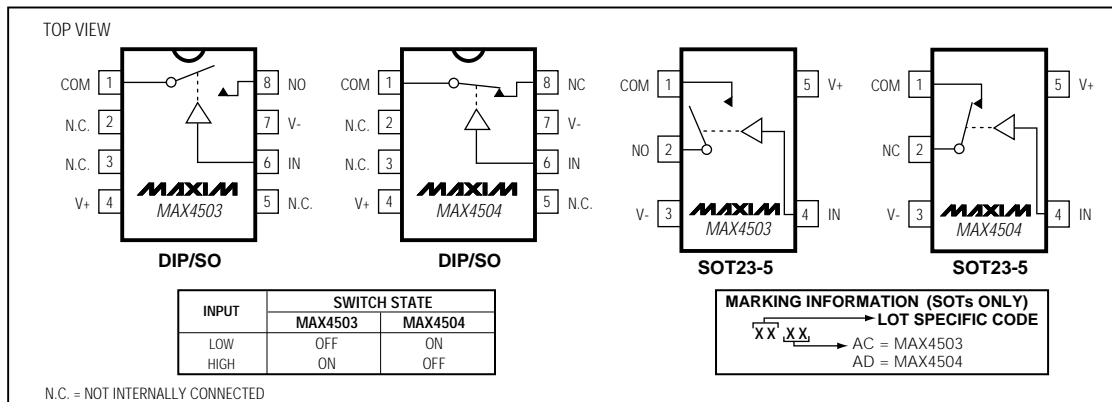 TOP VIEW
COM 1
N.C. 2
N.C. 3
V+ 4
8 NO
7 V-
6 IN
5 N.C.
MAXIM
MAX4503
DIP/SO
COM 1
N.C. 2
N.C. 3
V+ 4
8 NC
7 V-
6 IN
5 N.C.
MAXIM
MAX4504
DIP/SO
COM 1
NO 2
V- 3
5 V+
4 IN
MAXIM
MAX4503
SOT23-5
COM 1
NC 2
V- 3
5 V+
4 IN
MAXIM
MAX4504
SOT23-5
INPUT SWITCH STATE
MAX4503 MAX4504
LOW OFF ON
HIGH ON OFF
MARKING INFORMATION (SOTs ONLY)
LOT SPECIFIC CODE
XX XX
AC = MAX4503
AD = MAX4504
N.C. = NOT INTERNALLY CONNECTED